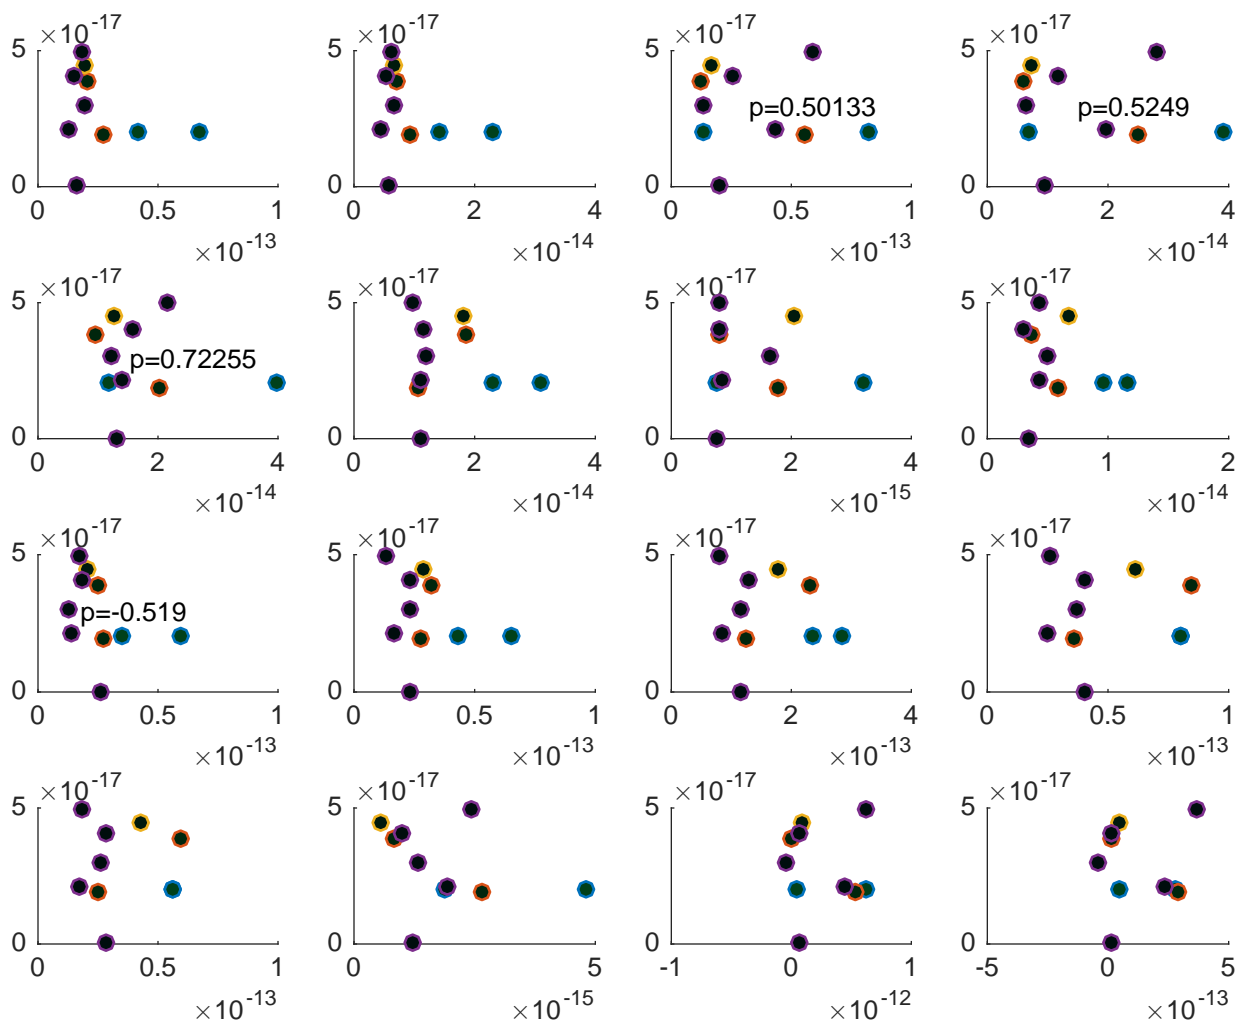 ×10-17 ×10-17 ×10-17 ×10-17
5 5 5 5
p=0.50133 p=0.5249
0 0 0 0
0 0.5 1 0 2 4 0 0.5 1 0 2 4
×10-13 ×10-14 ×10-13 ×10-14
×10-17 ×10-17 ×10-17 ×10-17
5 5 5 5
p=0.72255
0 0 0 0
0 2 4 0 2 4 0 2 4 0 1 2
×10-14 ×10-14 ×10-15 ×10-14
×10-17 ×10-17 ×10-17 ×10-17
5 5 5 5
p=-0.519
0 0 0 0
0 0.5 1 0 0.5 1 0 2 4 0 0.5 1
×10-13 ×10-13 ×10-13 ×10-13
×10-17 ×10-17 ×10-17 ×10-17
5 5 5 5
0 0 0 0
0 0.5 1 0 5 -1 0 1 -5 0 5
×10-13 ×10-15 ×10-12 ×10-13